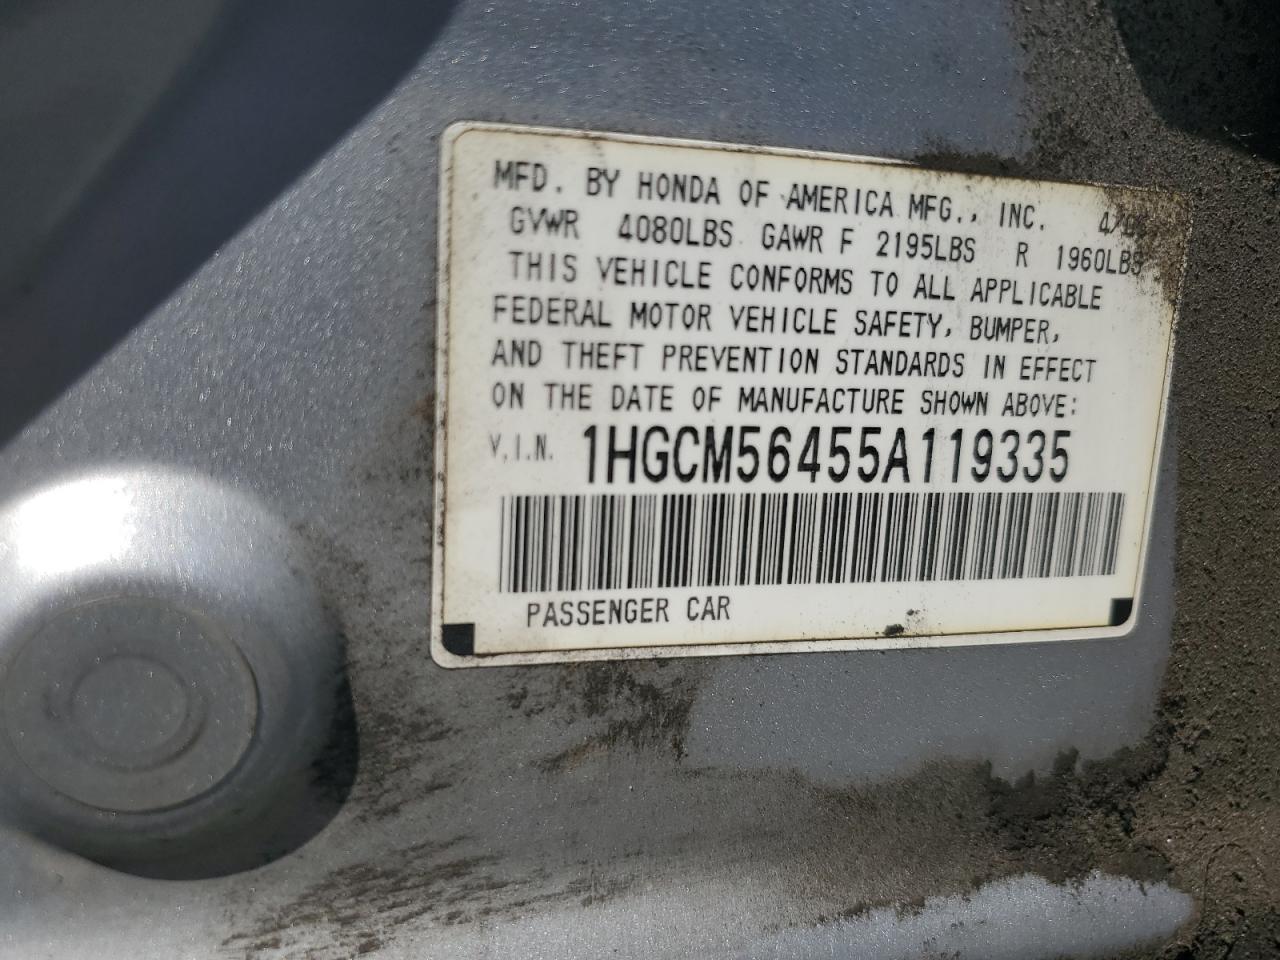 MFD. BY HONDA OF AMERICA MFG., INC.
GVWR 4080LBS GAWR F 2195LBS R 1960LBS
THIS VEHICLE CONFORMS TO ALL APPLICABLE
FEDERAL MOTOR VEHICLE SAFETY, BUMPER,
AND THEFT PREVENTION STANDARDS IN EFFECT
ON THE DATE OF MANUFACTURE SHOWN ABOVE:
V.I.N. 1HGCM56455A119335
PASSENGER CAR